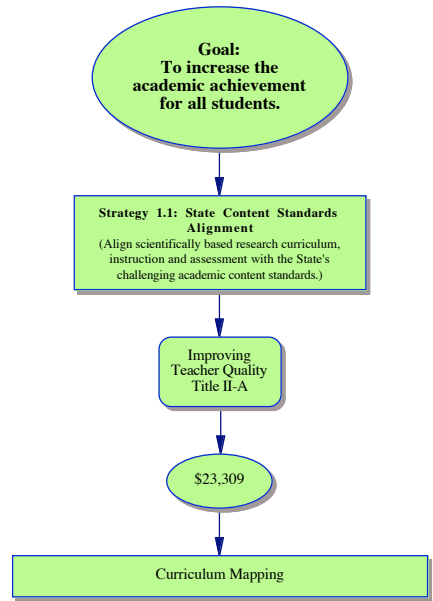 Goal:
To increase the
academic achievement
for all students.
Strategy 1.1: State Content Standards
Alignment
(Align scientifically based research curriculum,
instruction and assessment with the State's
challenging academic content standards.)
Improving
Teacher Quality
Title II-A
$23,309
Curriculum Mapping